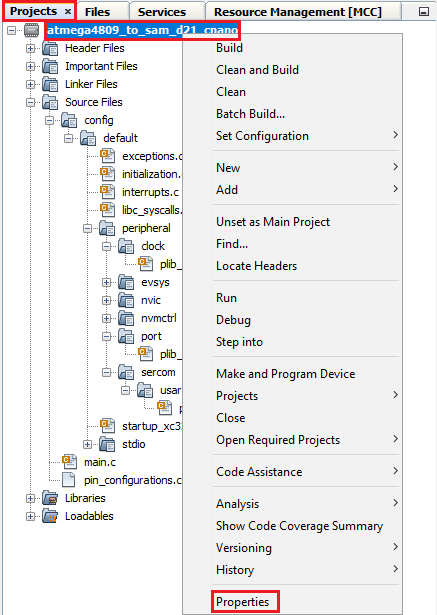 Projects × Files Services Resource Management [MCC]
atmega4809_to_sam_d21_cnano
Header Files
Important Files
Linker Files
Source Files
config
default
exceptions.c
initialization.
interrupts.c
libc_syscalls.
peripheral
clock
plib_
evsys
nvic
nvmctrl
port
plib_
sercom
usar
p
startup_xc32
stdio
main.c
pin_configurations.c
Libraries
Loadables
Build
Clean and Build
Clean
Batch Build...
Set Configuration
New
Add
Unset as Main Project
Find...
Locate Headers
Run
Debug
Step into
Make and Program Device
Projects
Close
Open Required Projects
Code Assistance
Analysis
Show Code Coverage Summary
Versioning
History
Properties